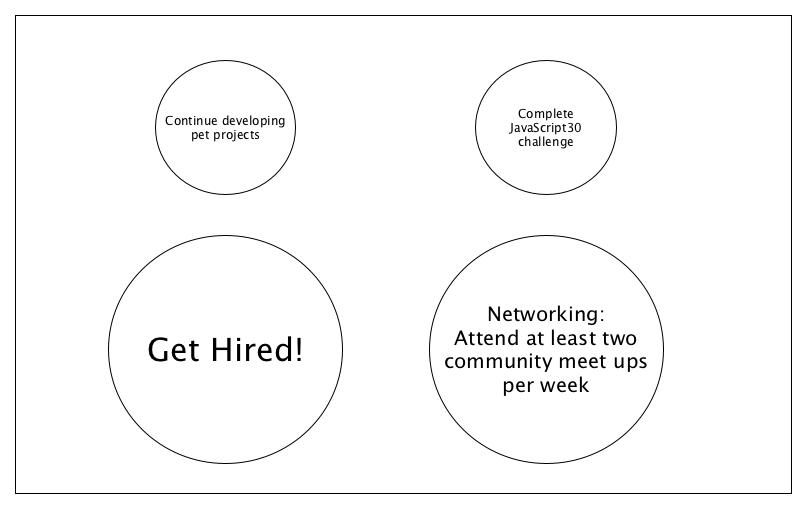 Continue developing
pet projects
Complete
JavaScript30
challenge
Get Hired!
Networking:
Attend at least two
community meet ups
per week